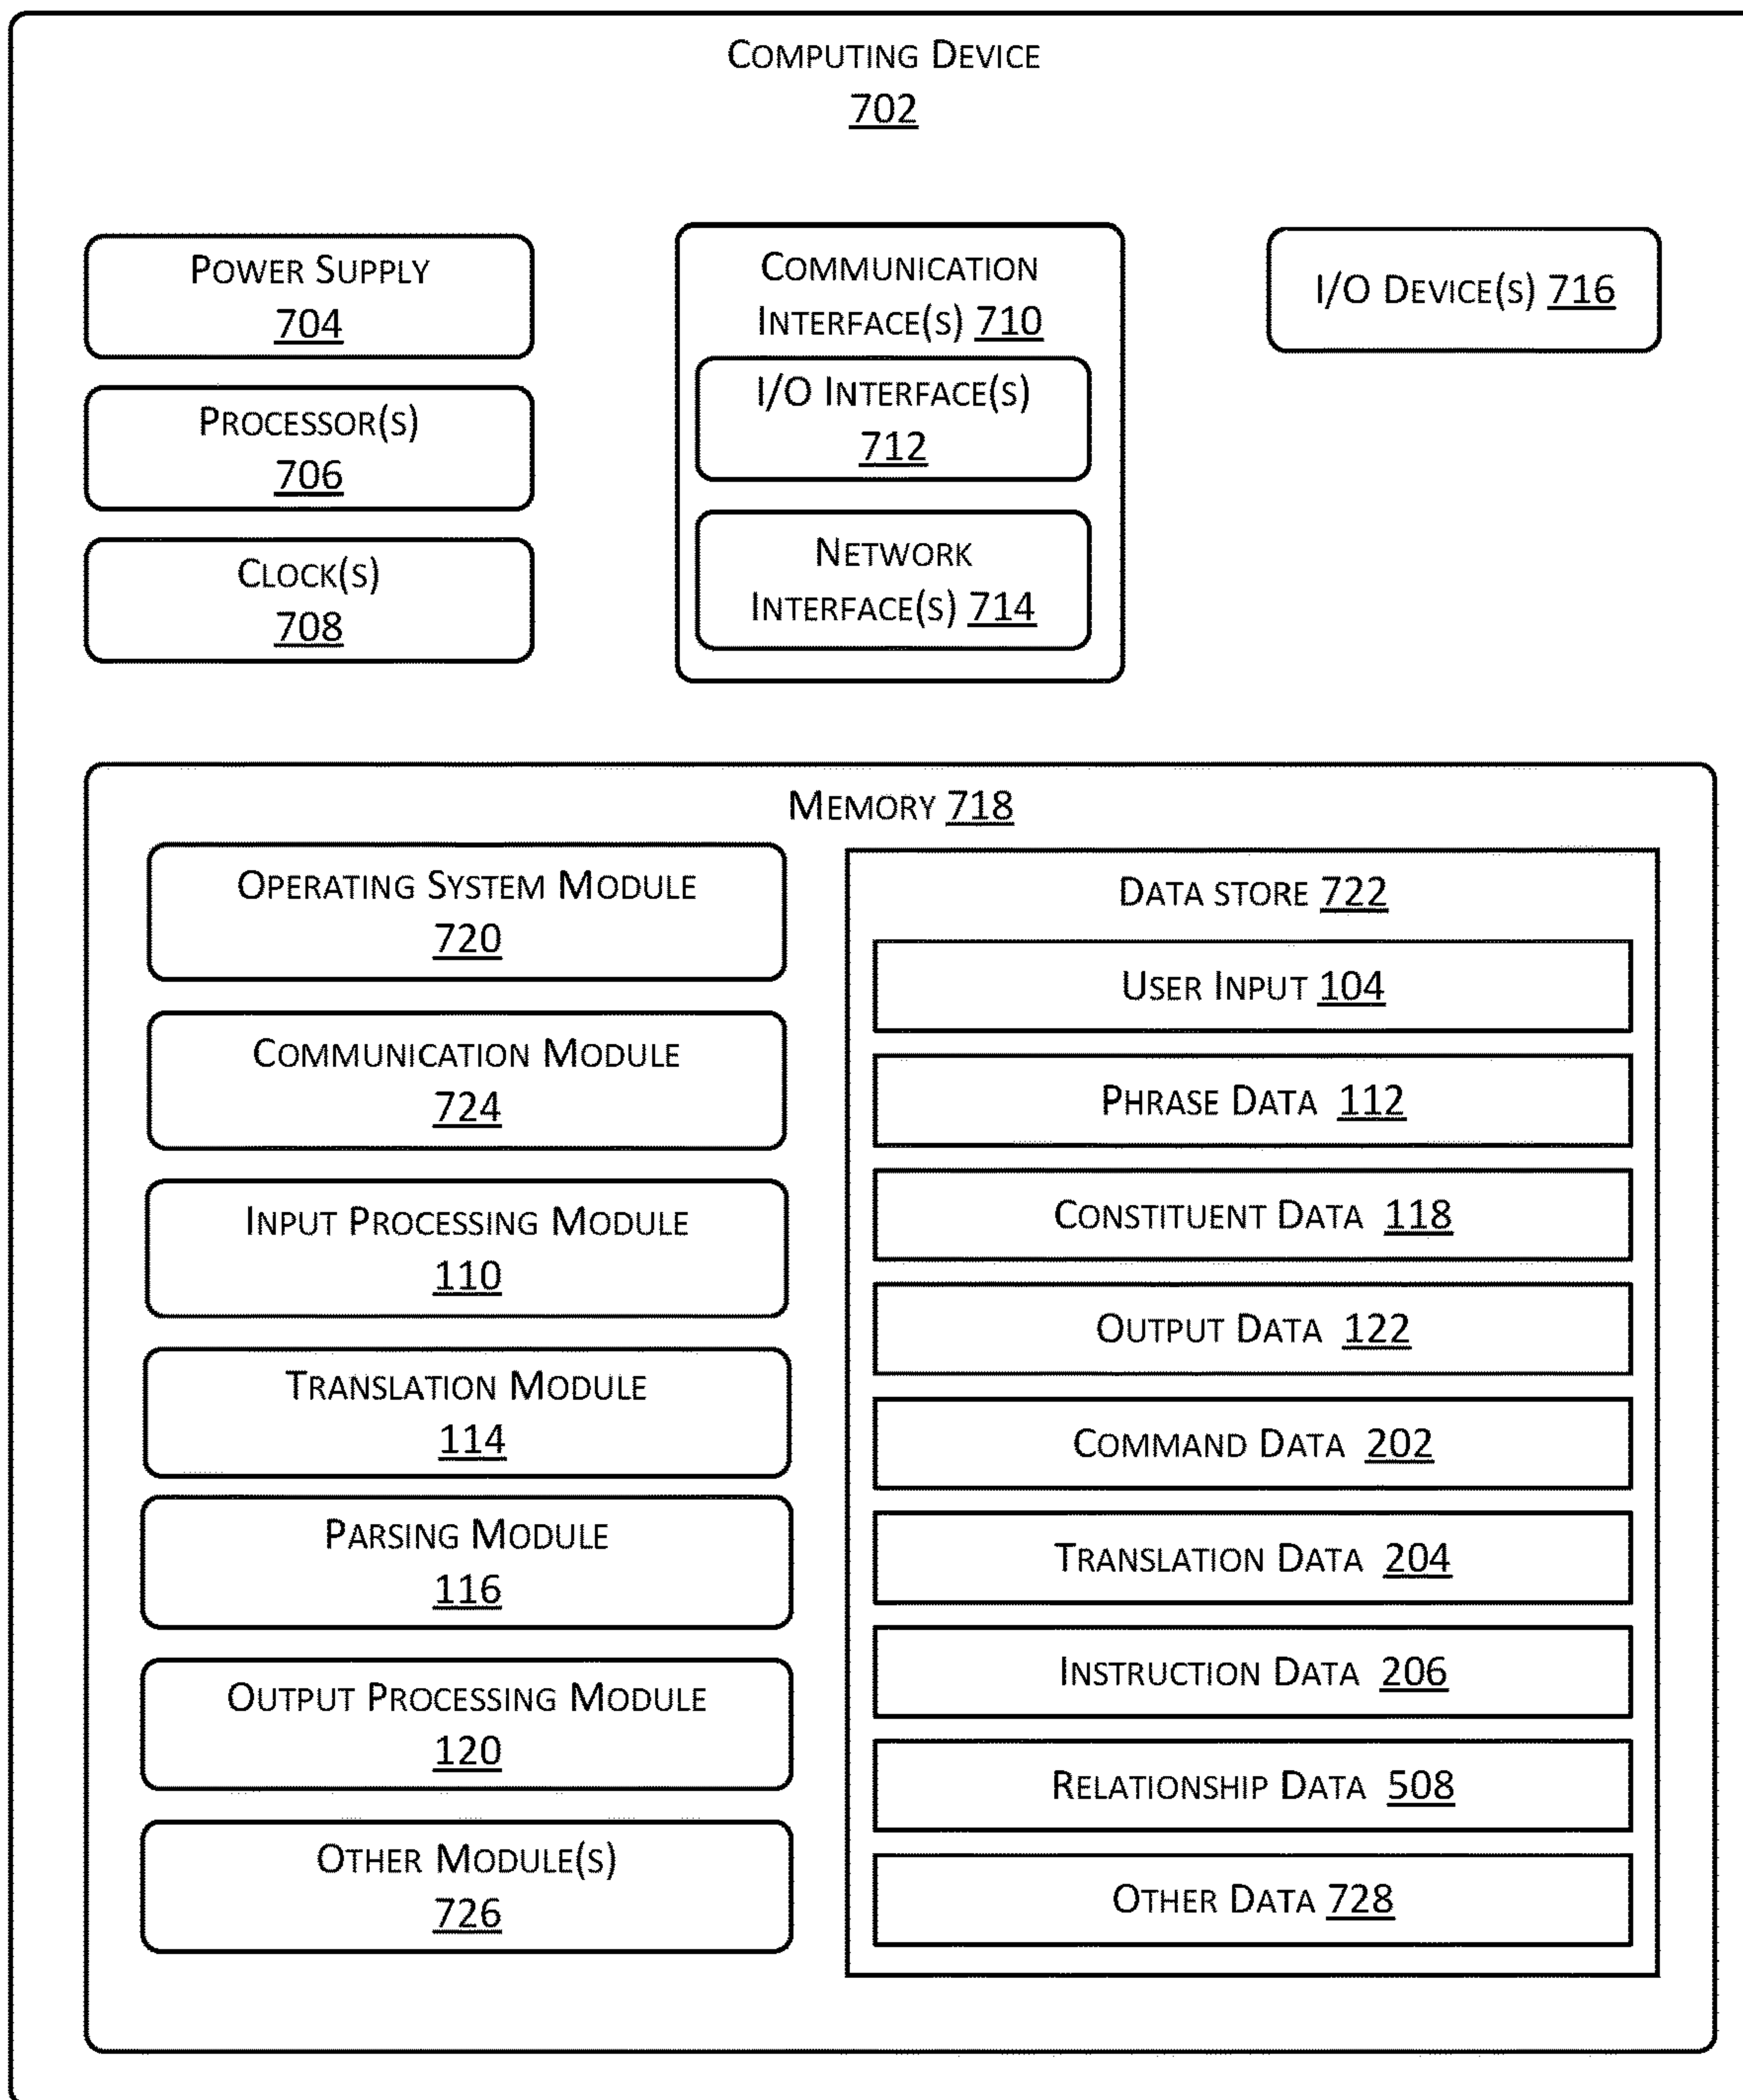 COMPUTING DEVICE
702
POWER SUPPLY
704
PROCESSOR(S)
706
CLOCK(S)
708
COMMUNICATION
INTERFACE(S) 710
I/O INTERFACE(S)
712
NETWORK
INTERFACE(S) 714
I/O DEVICE(S) 716
MEMORY 718
OPERATING SYSTEM MODULE
720
COMMUNICATION MODULE
724
INPUT PROCESSING MODULE
110
TRANSLATION MODULE
114
PARSING MODULE
116
OUTPUT PROCESSING MODULE
120
OTHER MODULE(S)
726
DATA STORE 722
USER INPUT 104
PHRASE DATA 112
CONSTITUENT DATA 118
OUTPUT DATA 122
COMMAND DATA 202
TRANSLATION DATA 204
INSTRUCTION DATA 206
RELATIONSHIP DATA 508
OTHER DATA 728